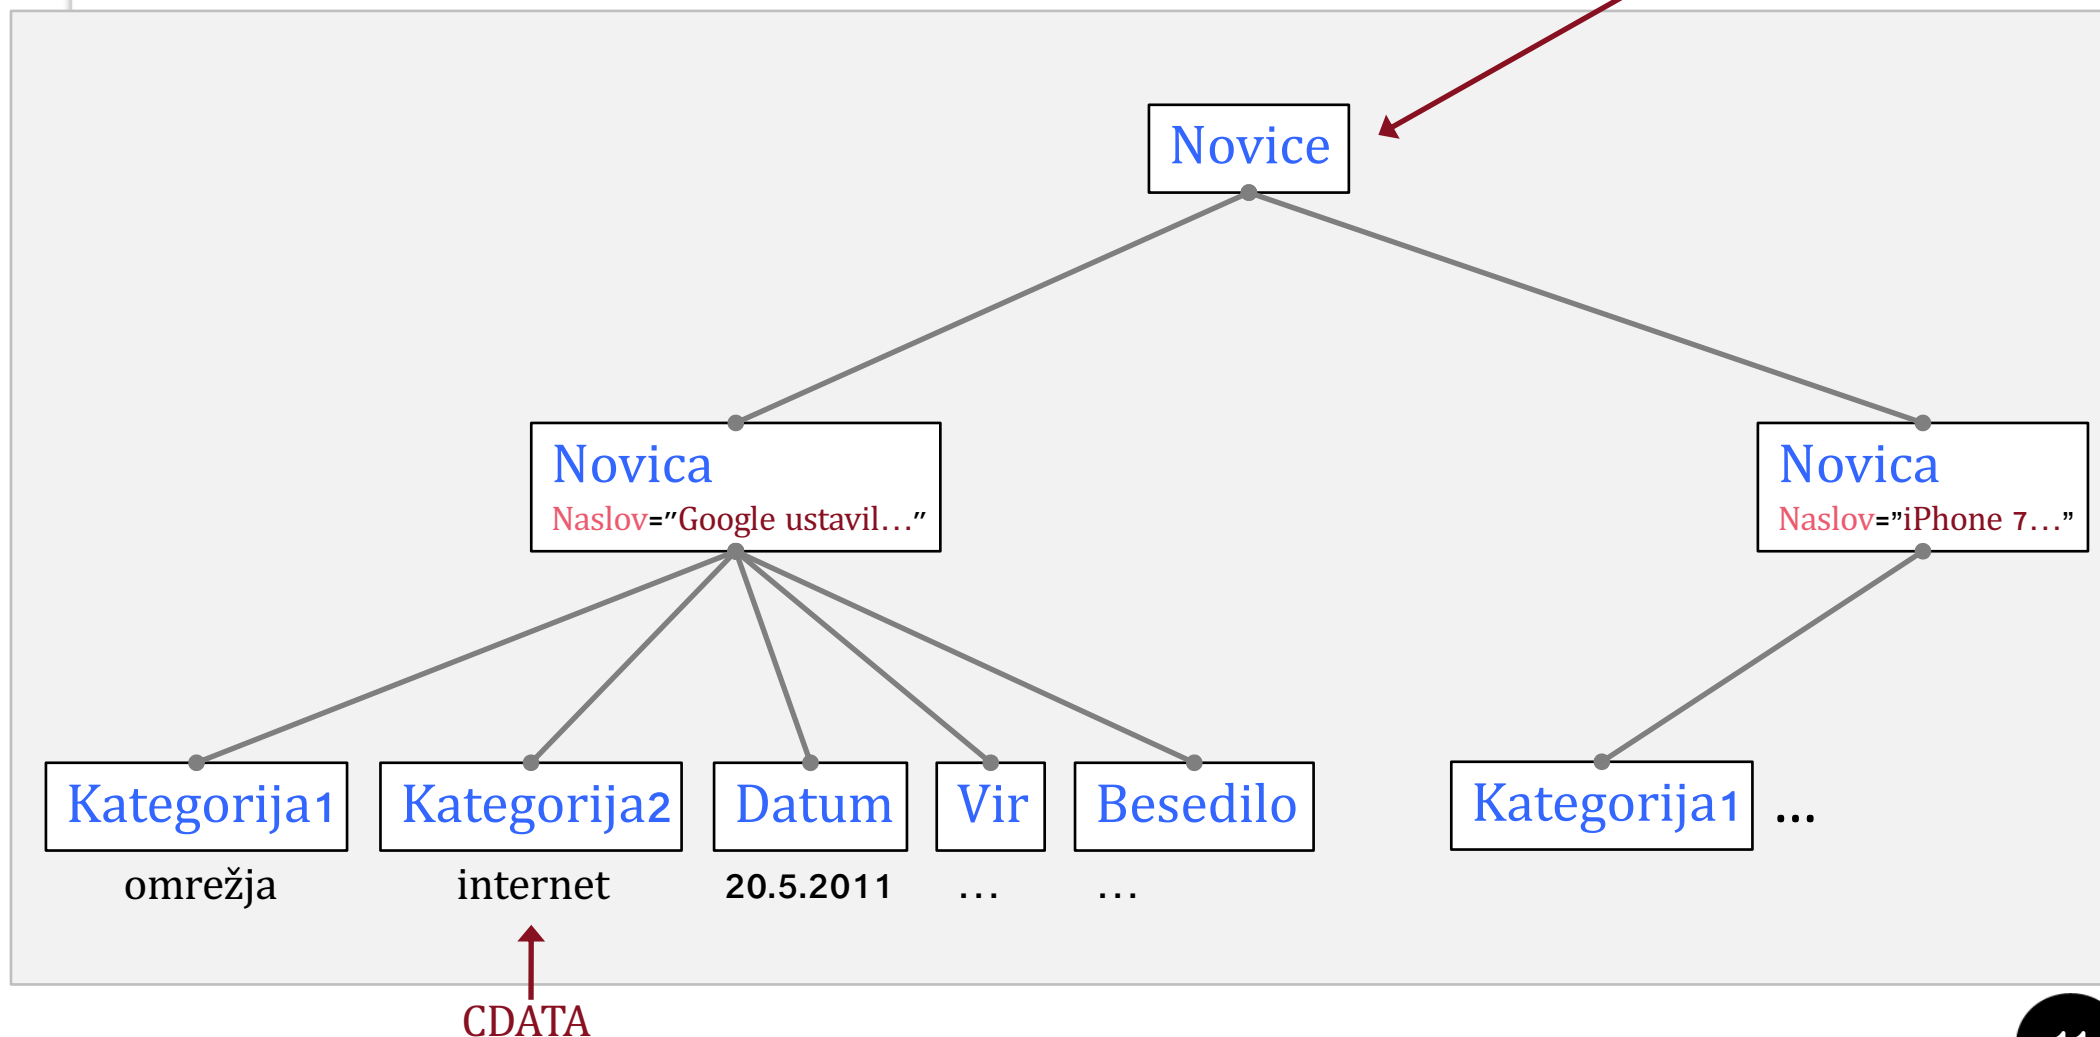 Novice
Novica
Naslov="Google ustavil..."
Novica
Naslov="iPhone 7..."
Kategorija1
Kategorija2
Datum
Vir
Besedilo
Kategorija1 ...
omrežja
internet
20.5.2011
...
...
CDATA